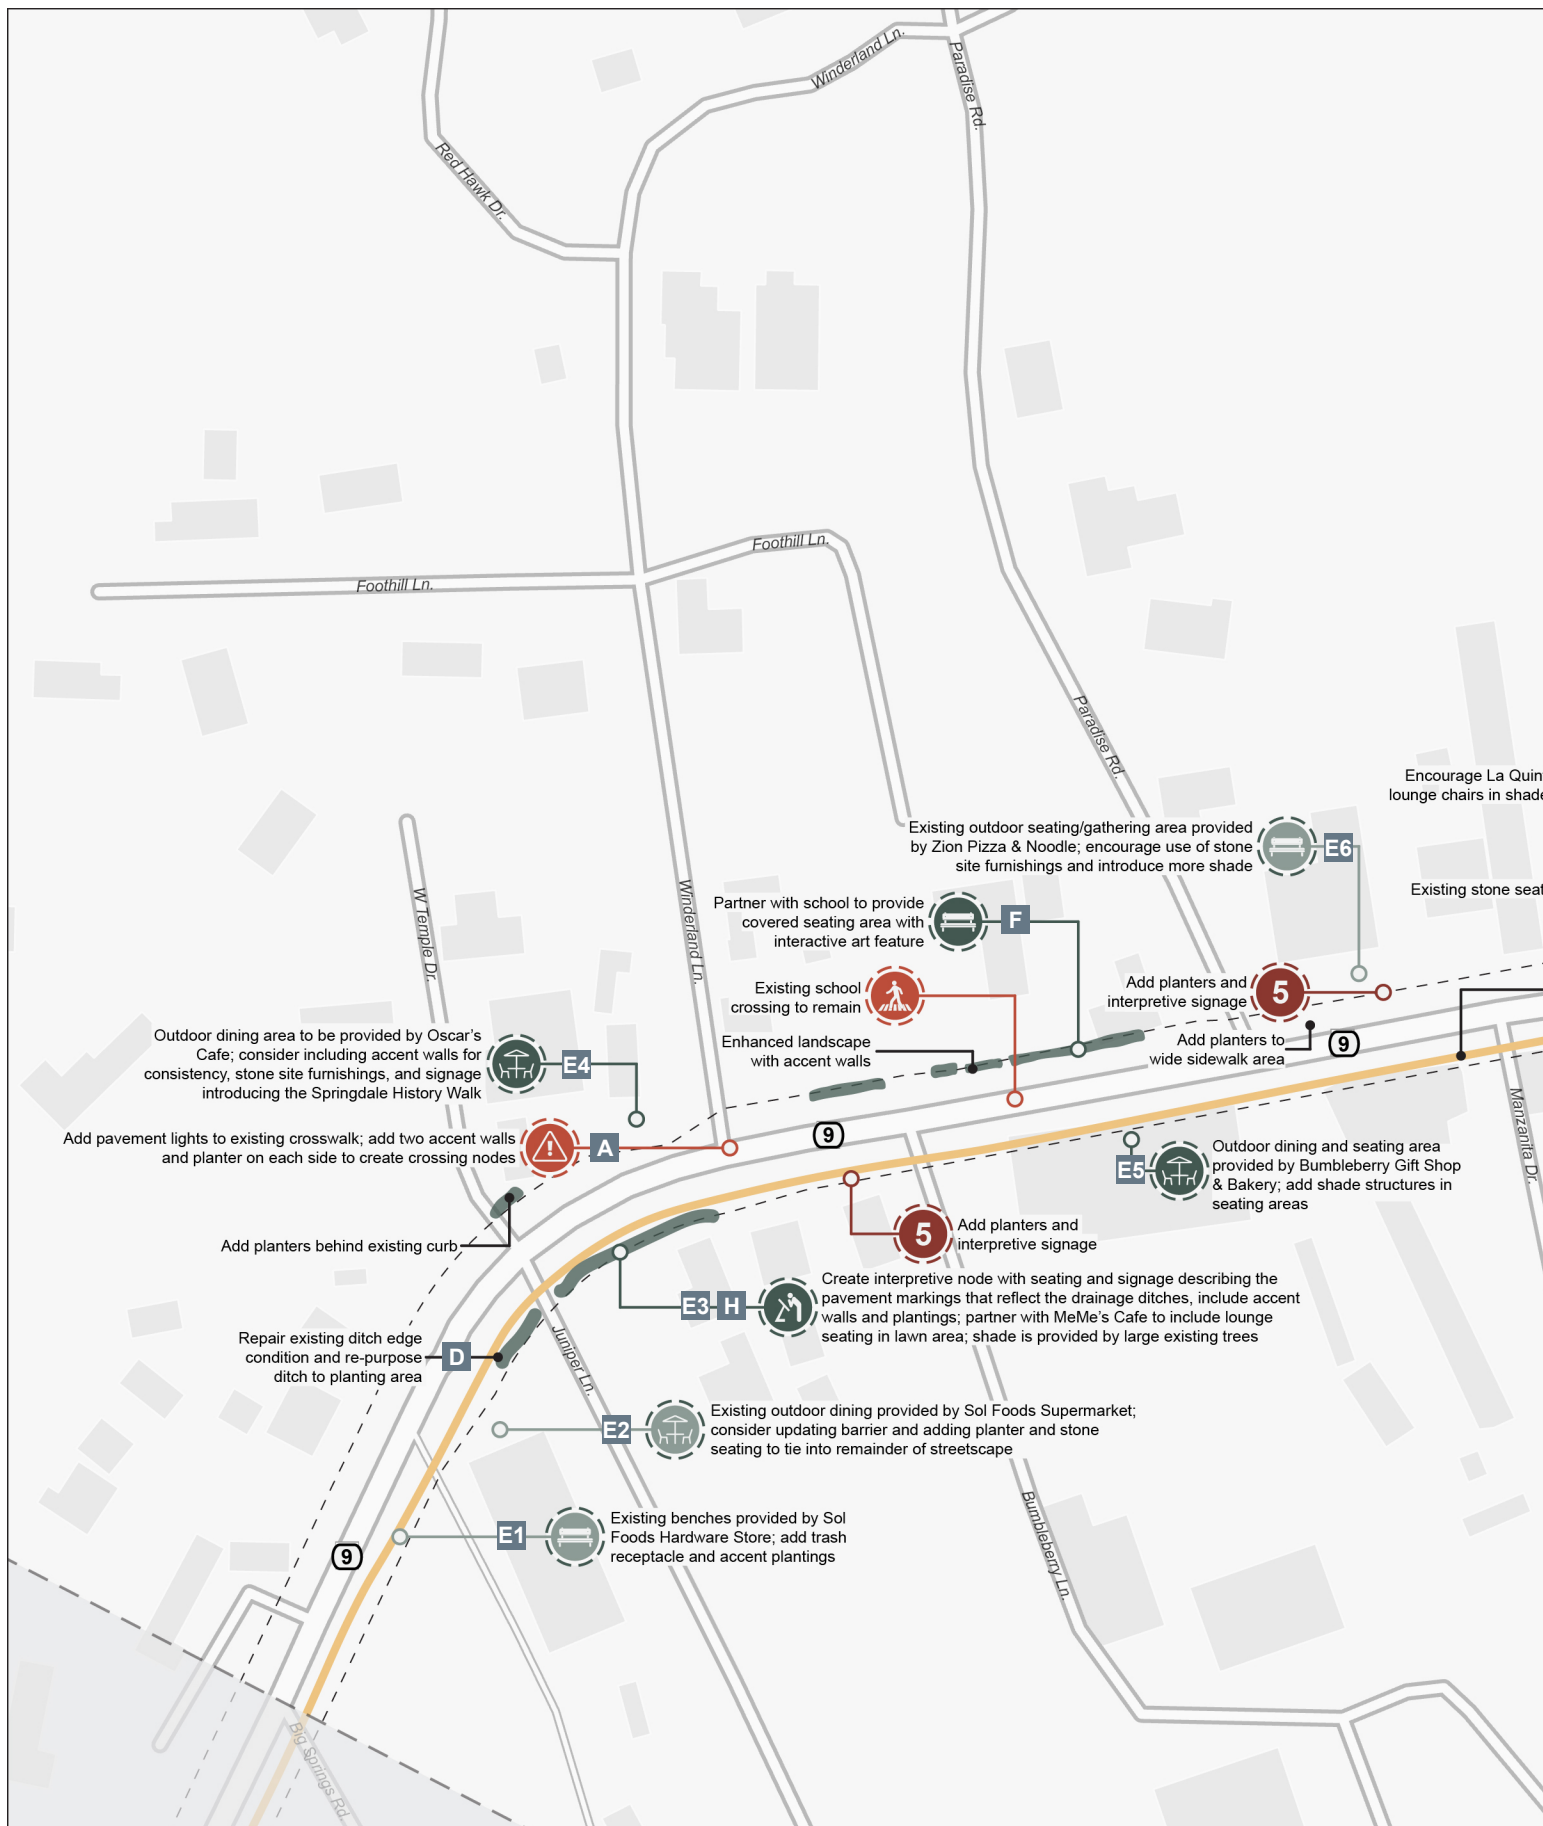 Winderland Ln.
Paradise Rd.
Red Hawk Dr.
Foothill Ln.
Foothill Ln.
Paradise Rd.
Encourage La Quin
lounge chairs in shade
Existing outdoor seating/gathering area provided
by Zion Pizza & Noodle; encourage use of stone
site furnishings and introduce more shade
E6
Existing stone seat
W Temple Dr.
Winderland Ln.
Partner with school to provide
covered seating area with
interactive art feature
F
Existing school
crossing to remain
Add planters and
interpretive signage
5
Enhanced landscape
with accent walls
Add planters to
wide sidewalk area
9
Outdoor dining area to be provided by Oscar's
Cafe; consider including accent walls for
consistency, stone site furnishings, and signage
introducing the Springdale History Walk
E4
Add pavement lights to existing crosswalk; add two accent walls
and planter on each side to create crossing nodes
A
9
E5
Outdoor dining and seating area
provided by Bumbleberry Gift Shop
& Bakery; add shade structures in
seating areas
Manzanita Dr.
Add planters behind existing curb
5
Add planters and
interpretive signage
E3
H
Create interpretive node with seating and signage describing the
pavement markings that reflect the drainage ditches, include accent
walls and plantings; partner with MeMe's Cafe to include lounge
seating in lawn area; shade is provided by large existing trees
Repair existing ditch edge
condition and re-purpose
ditch to planting area
D
Juniper Ln.
E2
Existing outdoor dining provided by Sol Foods Supermarket;
consider updating barrier and adding planter and stone
seating to tie into remainder of streetscape
E1
Existing benches provided by Sol
Foods Hardware Store; add trash
receptacle and accent plantings
Bumbleberry Ln.
9
Big Springs Rd.